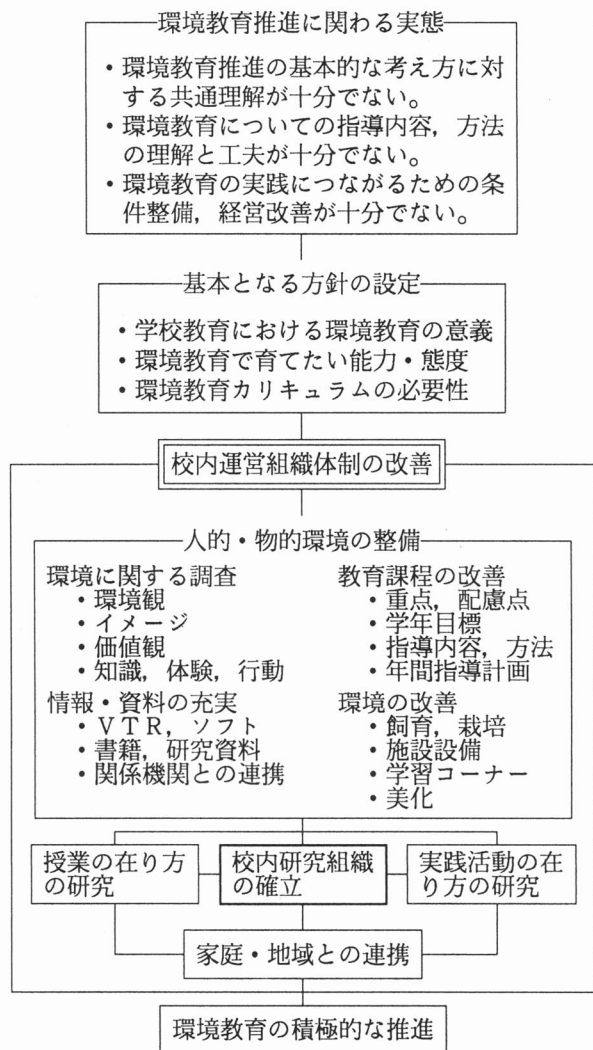 環境教育推進に関わる実態
・環境教育推進の基本的な考え方に対
する共通理解が十分でない。
・環境教育についての指導内容，方法
の理解と工夫が十分でない。
・環境教育の実践につながるための条
件整備，経営改善が十分でない。
基本となる方針の設定
・学校教育における環境教育の意義
・環境教育で育てたい能力・態度
・環境教育カリキュラムの必要性
校内運営組織体制の改善
人的・物的環境の整備
環境に関する調査
・環境観
・イメージ
・価値観
・知識，体験，行動
情報・資料の充実
・ＶＴＲ，ソフト
・書籍，研究資料
・関係機関との連携
教育課程の改善
・重点，配慮点
・学年目標
・指導内容，方法
・年間指導計画
環境の改善
・飼育，栽培
・施設設備
・学習コーナー
・美化
授業の在り方
の研究
校内研究組織
の確立
実践活動の在
り方の研究
家庭・地域との連携
環境教育の積極的な推進